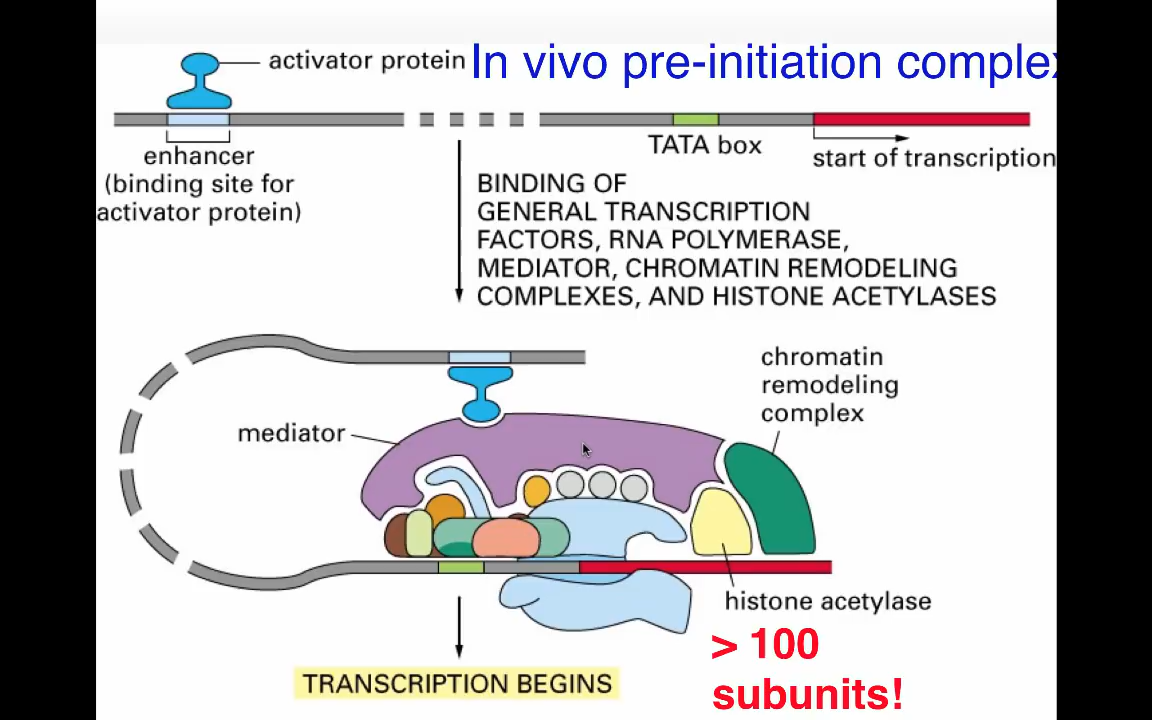 activator protein
In vivo pre-initiation complex
enhancer
(binding site for
activator protein)
TATA box
start of transcription
BINDING OF
GENERAL TRANSCRIPTION
FACTORS, RNA POLYMERASE,
MEDIATOR, CHROMATIN REMODELING
COMPLEXES, AND HISTONE ACETYLASES
chromatin
remodeling
complex
mediator
histone acetylase
> 100
subunits!
TRANSCRIPTION BEGINS